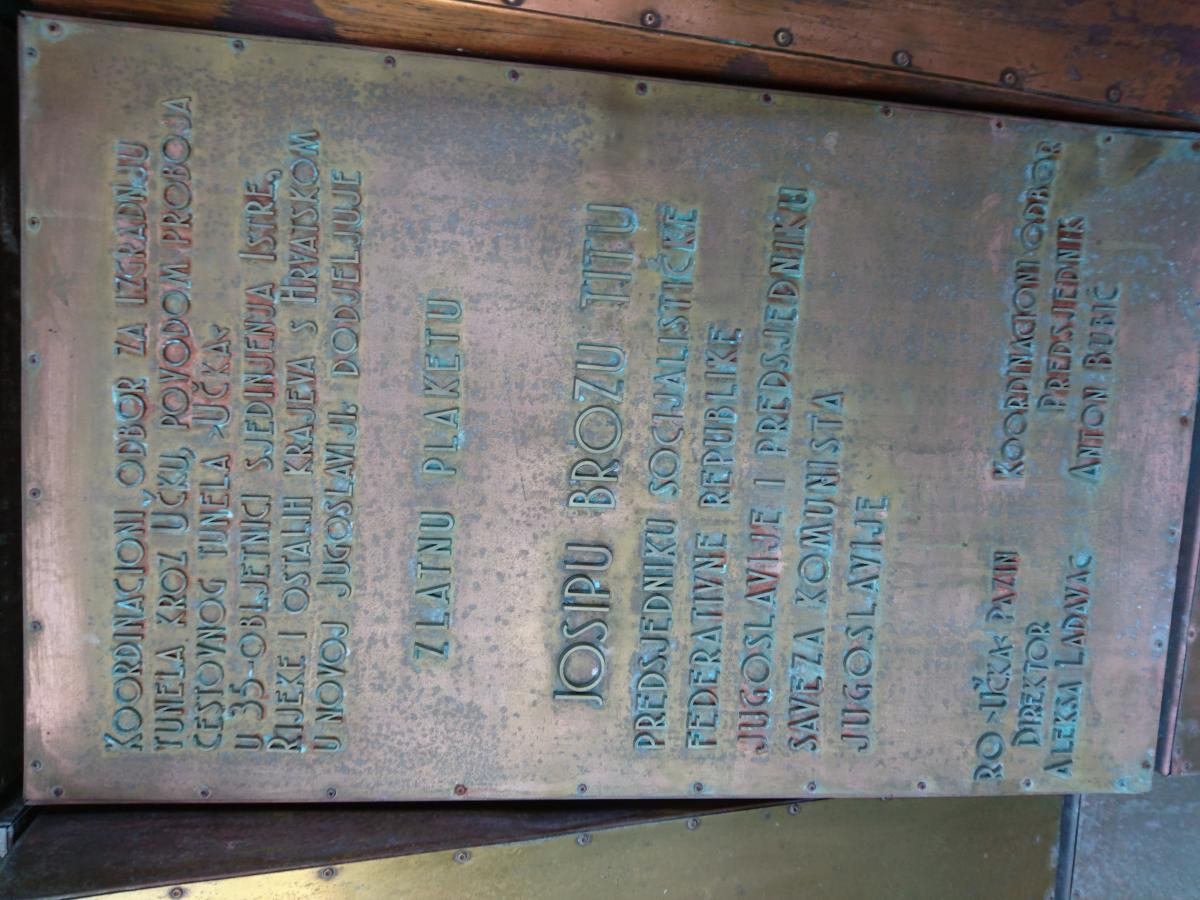 KOORDINACIONI ODBOR ZA IZGRADNJU
TUNELA KROZ UČKU, POVODOM PROBOJA
CESTOVNOG TUNELA >UČKA<
U 35-OBLJETNICI SJEDINJENJA ISTRE,
RIJEKE I OSTALIH KRAJEVA S HRVATSKOM
U NOVOJ JUGOSLAVIJI, DODJELJUJE
ZLATNU PLAKETU
JOSIPU BROZU TITU
PREDSJEDNIKU SOCIJALISTIČKE
FEDERATIVNE REPUBLIKE
JUGOSLAVIJE I PREDSJEDNIKU
SAVEZA KOMUNISTA
JUGOSLAVIJE
RO >UČKA< PAZIN
DIREKTOR
ALEKSA LADAVAC
KOORDINACIONI ODBOR
PREDSJEDNIK
ANTON BUBIĆ